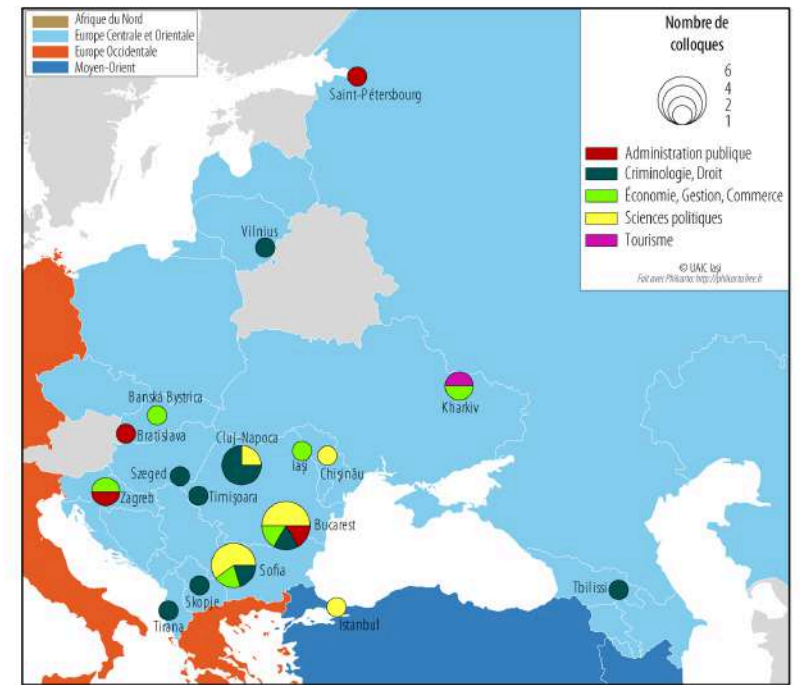 Afrique du Nord
Europe Centrale et Orientale
Europe Occidentale
Moyen-Orient
Nombre de
colloques
6
4
2
1
Administration publique
Criminologie, Droit
Économie, Gestion, Commerce
Sciences politiques
Tourisme
© UAIC Iași
Fait avec Philcarto: http://philcarto.free.fr
Saint-Pétersbourg
Vilnius
Kharkiv
Banská Bystrica
Bratislava
Cluj-Napoca
Iași
Chișinău
Szeged
Zagreb
Timișoara
Bucarest
Sofia
Skopje
Tirana
Istanbul
Tbilissi